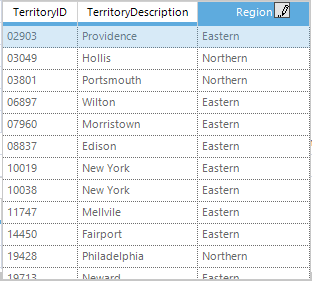 TerritoryID TerritoryDescription Region
02903 Providence Eastern
03049 Hollis Northern
03801 Portsmouth Northern
06897 Wilton Eastern
07960 Morristown Eastern
08837 Edison Eastern
10019 New York Eastern
10038 New York Eastern
11747 Mellvile Eastern
14450 Fairport Eastern
19428 Philadelphia Northern
19713 Neward Eastern